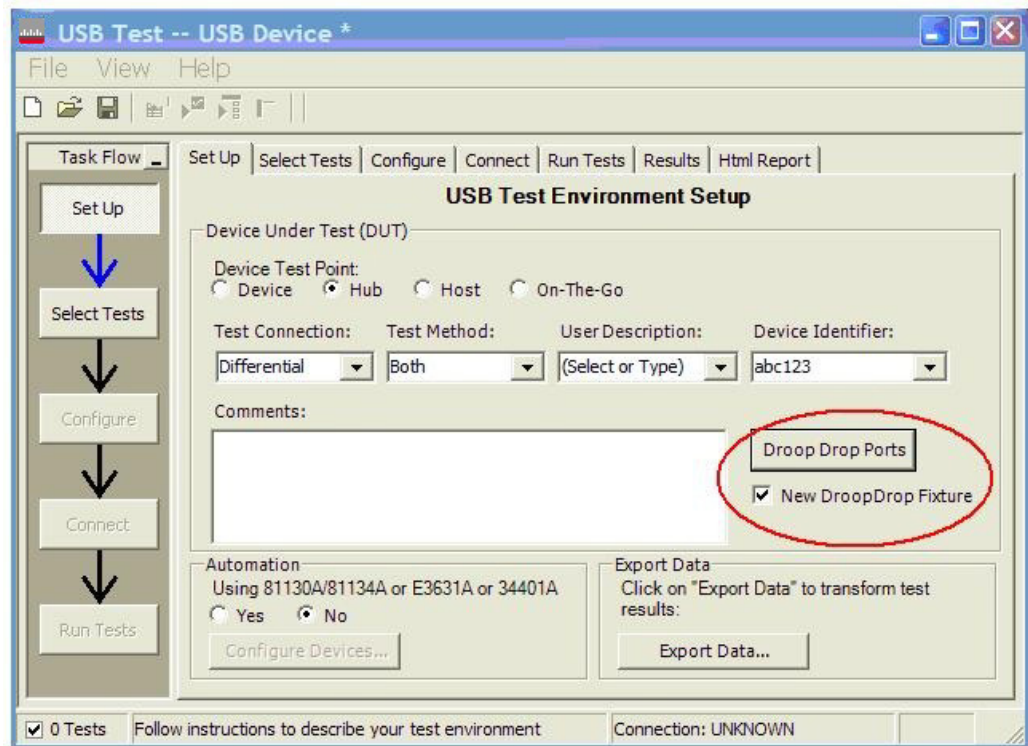 USB Test -- USB Device *
File View Help
Task Flow
Set Up
Select Tests
Configure
Connect
Run Tests
Set Up Select Tests Configure Connect Run Tests Results Html Report
USB Test Environment Setup
Device Under Test (DUT)
Device Test Point:
Device Hub Host On-The-Go
Test Connection: Test Method: User Description: Device Identifier:
Differential Both (Select or Type) abc123
Comments:
Droop Drop Ports
New DroopDrop Fixture
Automation
Using 81130A/81134A or E3631A or 34401A
Yes No
Configure Devices...
Export Data
Click on "Export Data" to transform test
results:
Export Data...
0 Tests Follow instructions to describe your test environment Connection: UNKNOWN